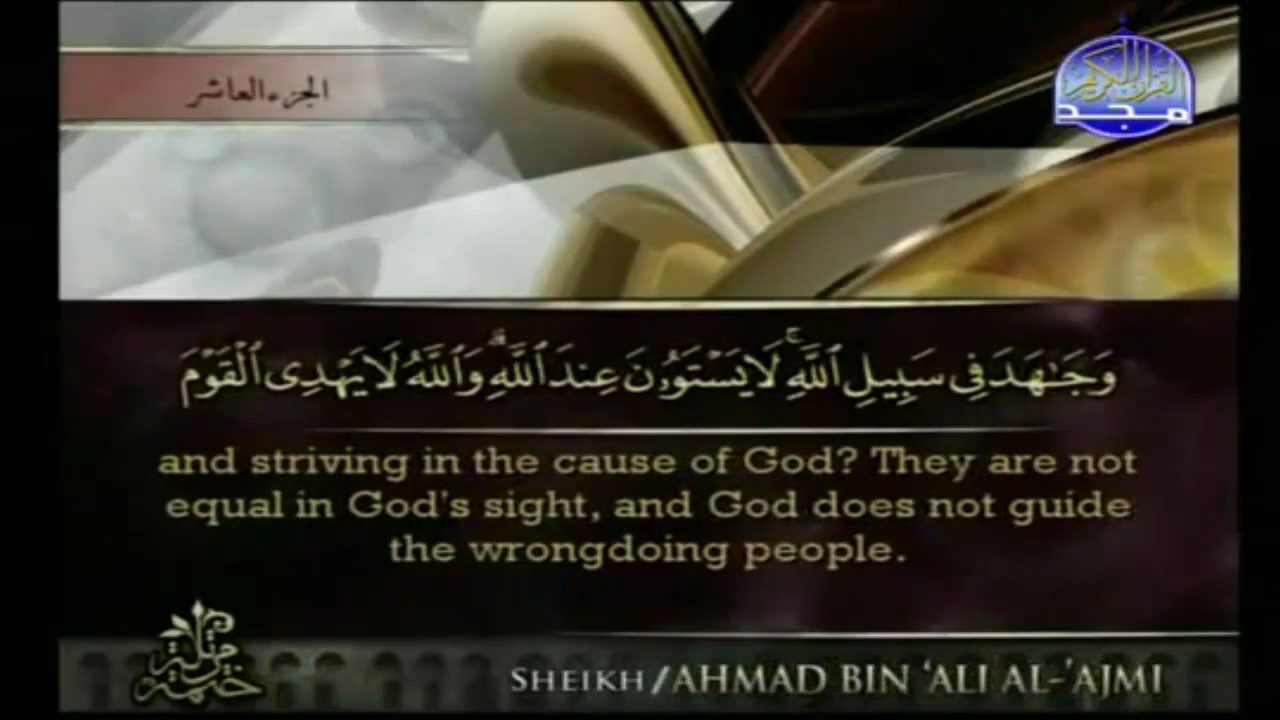 الجزء العاشر
القرآن الكريم
مجد
وَجَٰهَدَ فِي سَبِيلِ ٱللَّهِۚ لَا يَسۡتَوُۥنَ عِندَ ٱللَّهِۗ وَٱللَّهُ لَا يَهۡدِي ٱلۡقَوۡمَ
and striving in the cause of God? They are not
equal in God's sight, and God does not guide
the wrongdoing people.
ختمة مرتلة
SHEIKH/AHMAD BIN ‘ALI AL-’AJMI